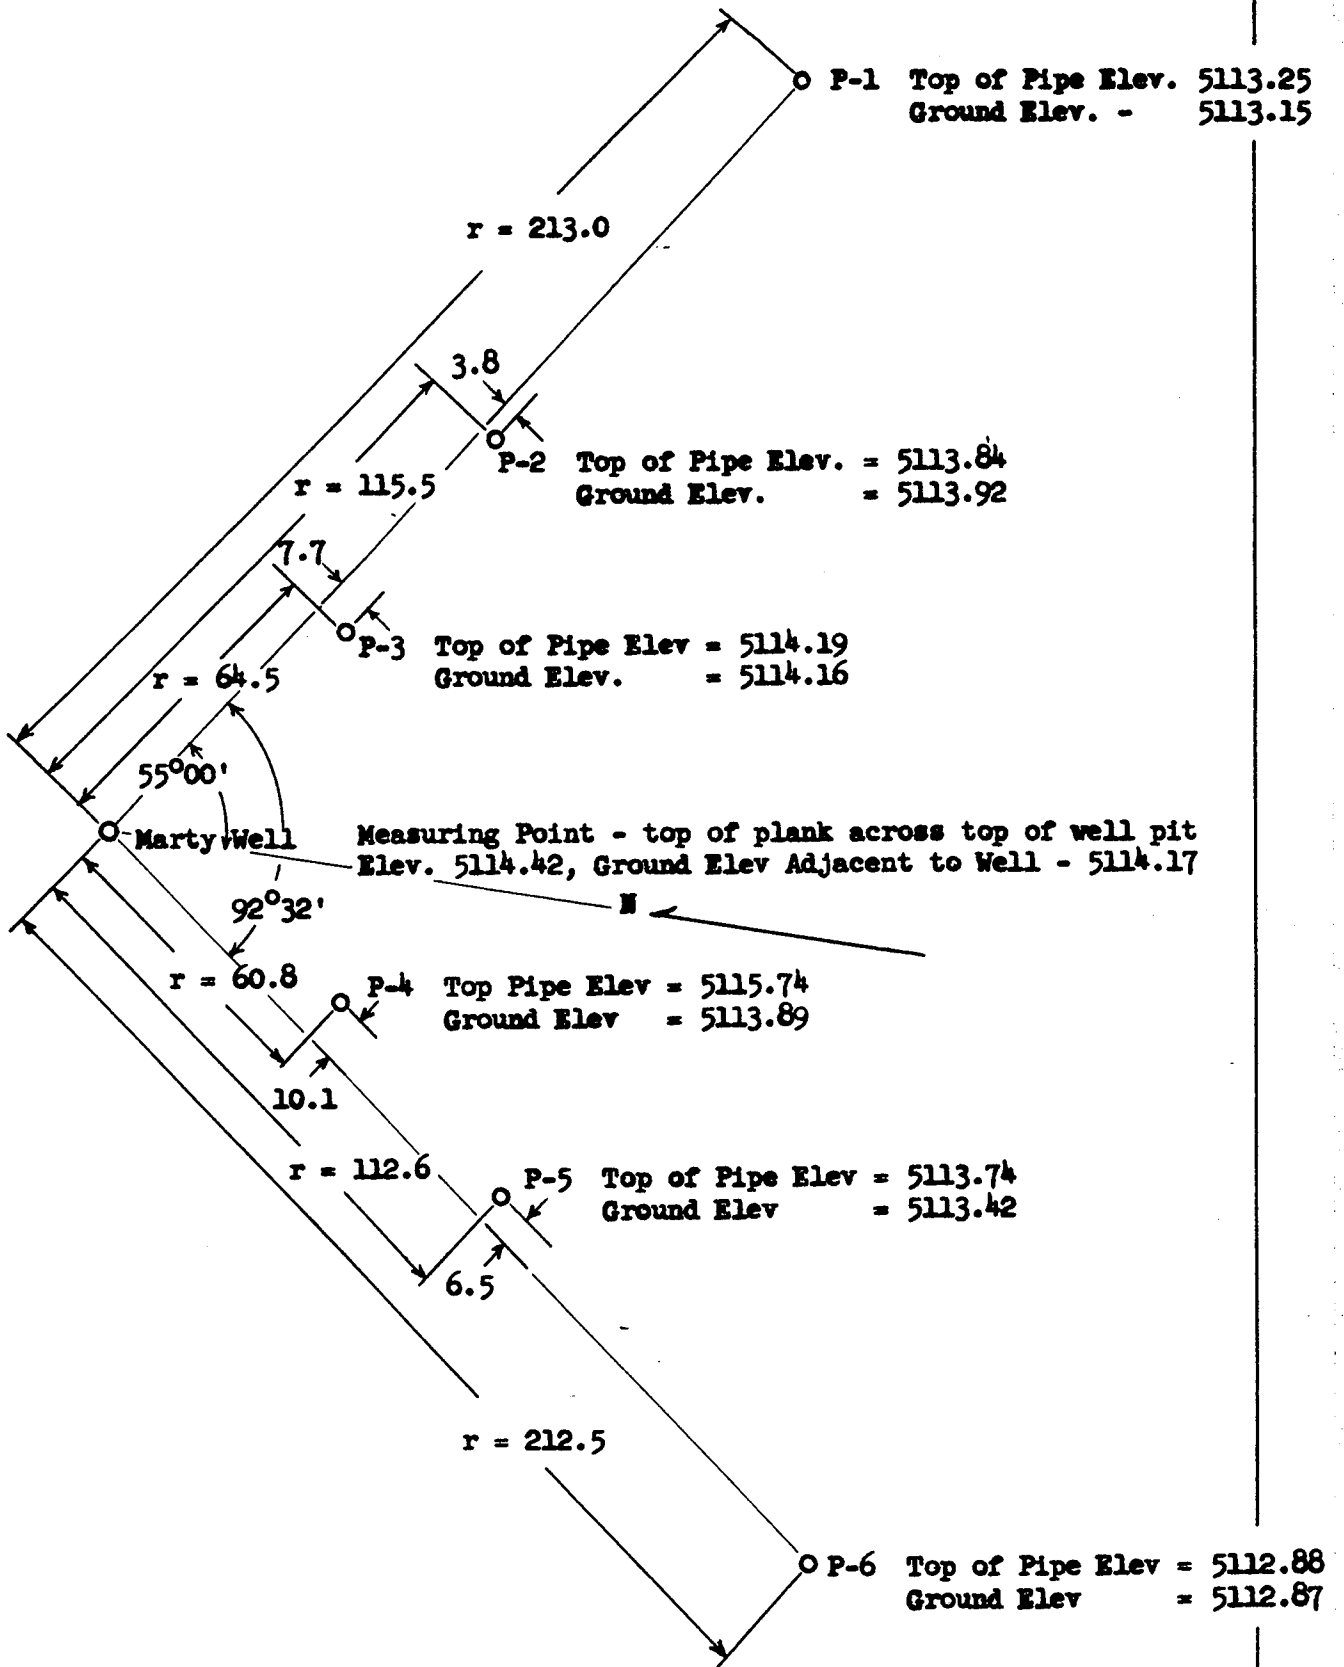 P-1 Top of Pipe Elev. 5113.25
Ground Elev. - 5113.15
r = 213.0
3.8
P-2 Top of Pipe Elev. = 5113.84
Ground Elev. = 5113.92
r = 115.5
7.7
P-3 Top of Pipe Elev = 5114.19
Ground Elev. = 5114.16
r = 64.5
55°00'
Marty Well
Measuring Point - top of plank across top of well pit
Elev. 5114.42, Ground Elev Adjacent to Well - 5114.17
92°32'
N
r = 60.8
P-4 Top Pipe Elev = 5115.74
Ground Elev = 5113.89
10.1
r = 112.6
P-5 Top of Pipe Elev = 5113.74
Ground Elev = 5113.42
6.5
r = 212.5
P-6 Top of Pipe Elev = 5112.88
Ground Elev = 5112.87